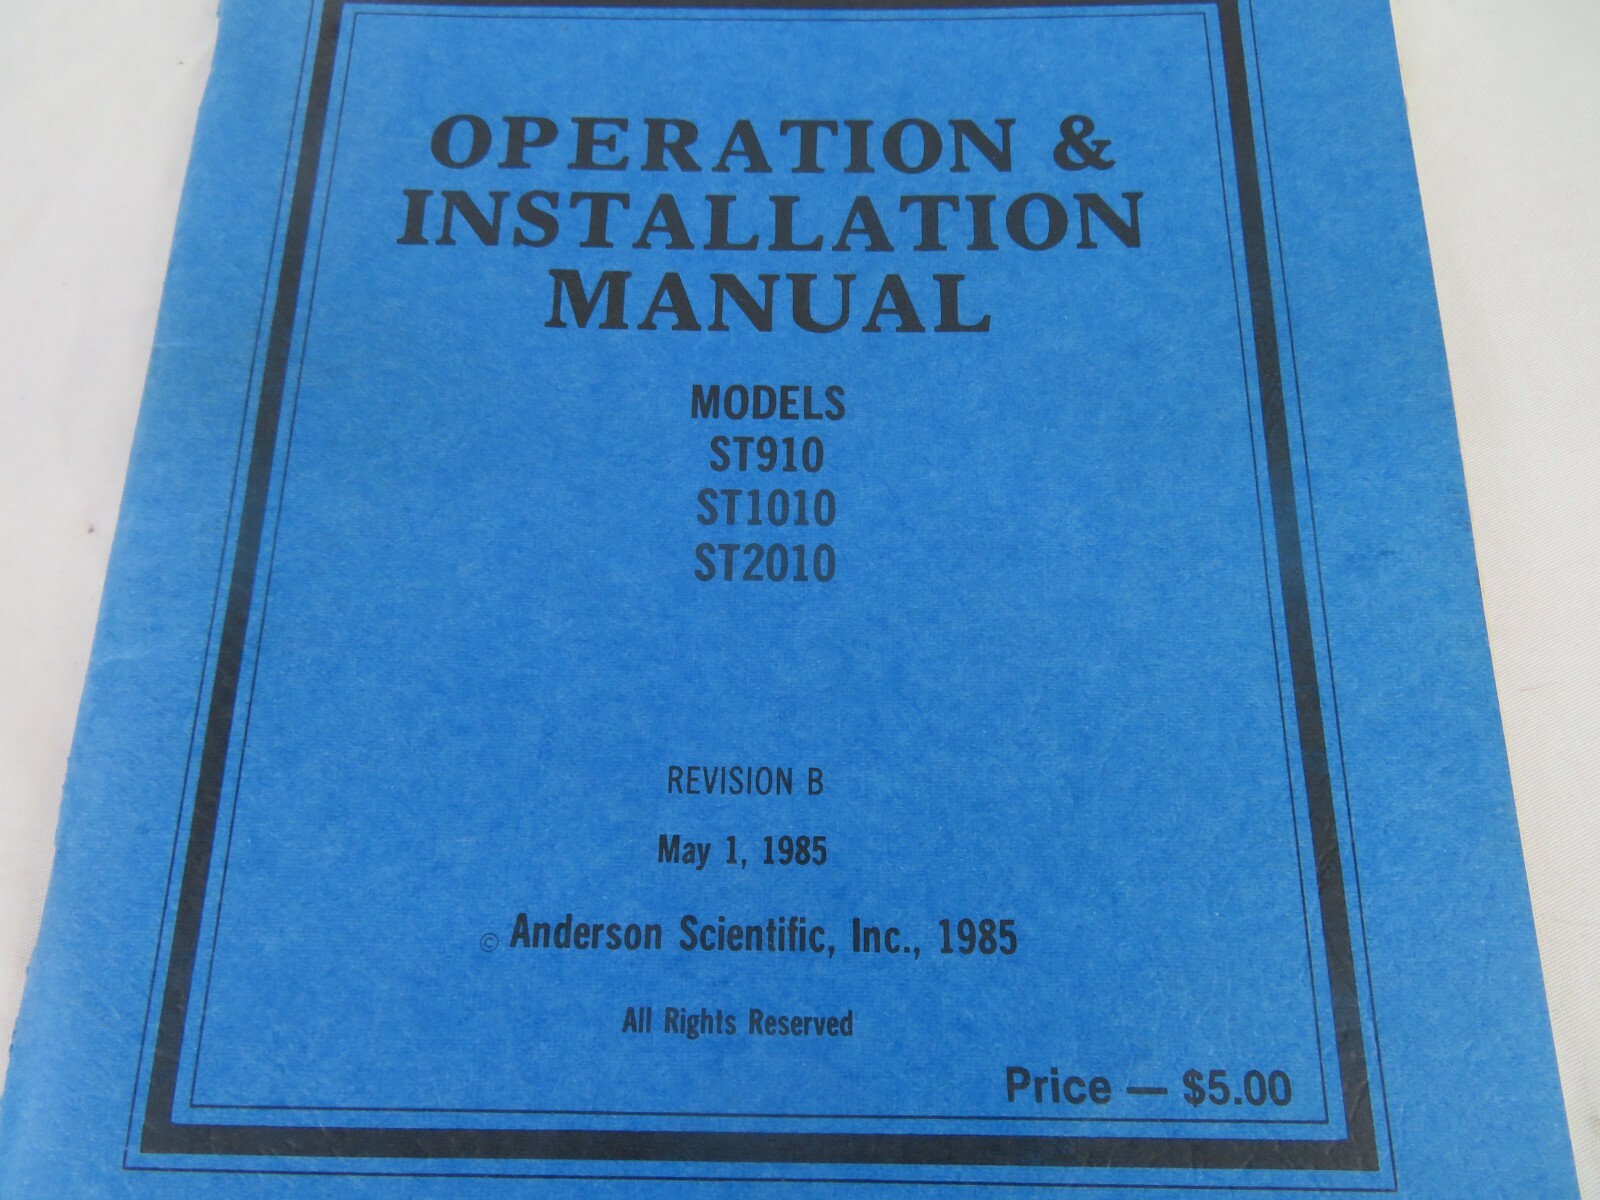 OPERATION &
INSTALLATION
MANUAL
MODELS
ST910
ST1010
ST2010
REVISION B
May 1, 1985
© Anderson Scientific, Inc., 1985
All Rights Reserved
Price — $5.00